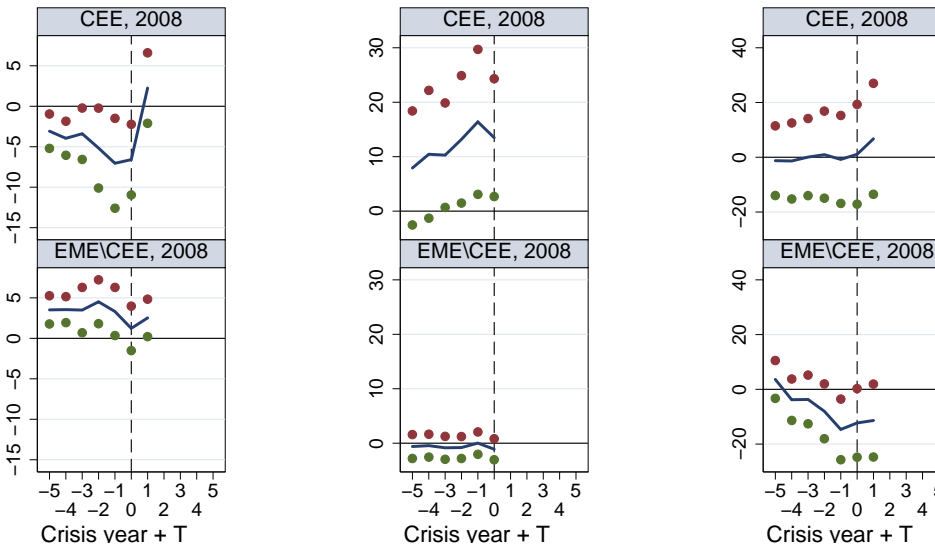 CEE, 2008 CEE, 2008 CEE, 2008
5 0 −5 −10 −15
30 20 10 0
40 20 0 −20
EME\CEE, 2008 EME\CEE, 2008 EME\CEE, 2008
5 0 −5 −10 −15
30 20 10 0
40 20 0 −20
−5 −3 −1 1 3 5 −5 −3 −1 1 3 5 −5 −3 −1 1 3 5
−4 −2 0 2 4 −4 −2 0 2 4 −4 −2 0 2 4
Crisis year + T Crisis year + T Crisis year + T